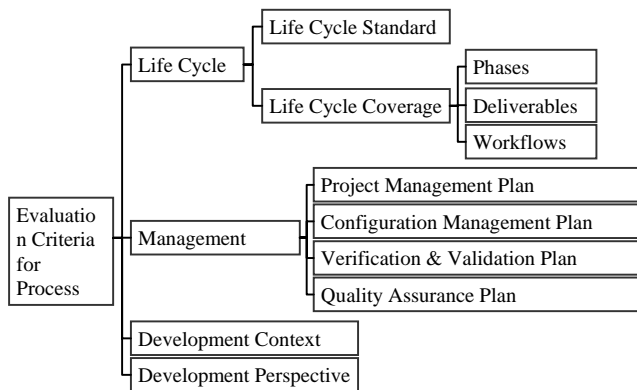 Life Cycle Standard
Life Cycle
Phases
Life Cycle Coverage
Deliverables
Workflows
Project Management Plan
Evaluatio
n Criteria
for
Process
Configuration Management Plan
Management
Verification & Validation Plan
Quality Assurance Plan
Development Context
Development Perspective